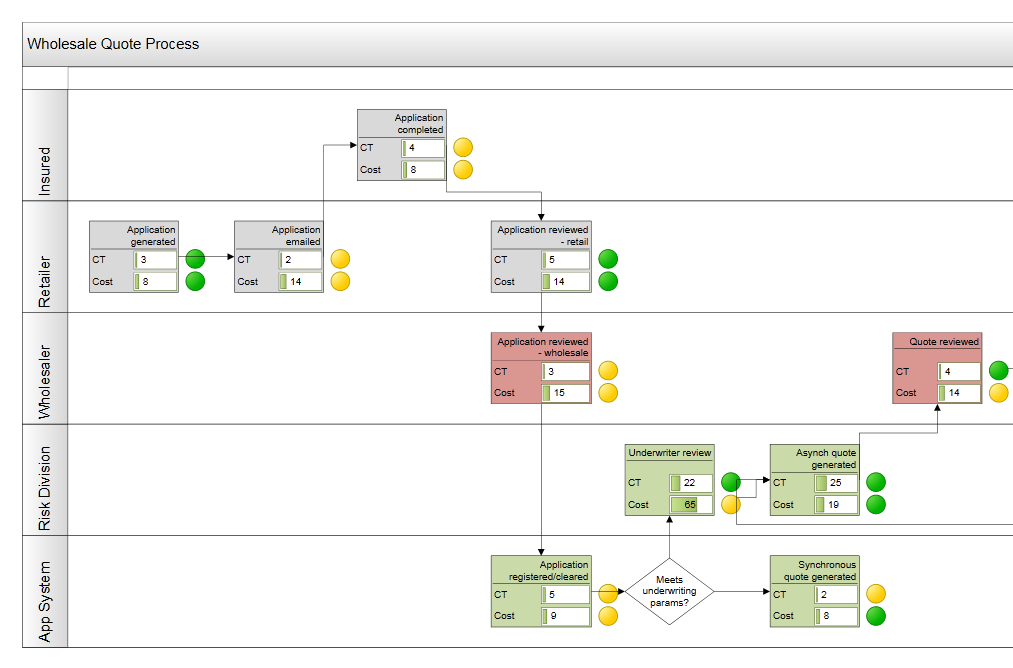 Wholesale Quote Process
Insured
Application
completed
CT 4
Cost 8
Retailer
Application
generated
CT 3
Cost 8
Application
emailed
CT 2
Cost 14
Application reviewed
- retail
CT 5
Cost 14
Wholesaler
Application reviewed
- wholesale
CT 3
Cost 15
Quote reviewed
CT 4
Cost 14
Risk Division
Underwriter review
CT 22
Cost 65
Asynch quote
generated
CT 25
Cost 19
App System
Application
registered/cleared
CT 5
Cost 9
Meets
underwriting
params?
Synchronous
quote generated
CT 2
Cost 8